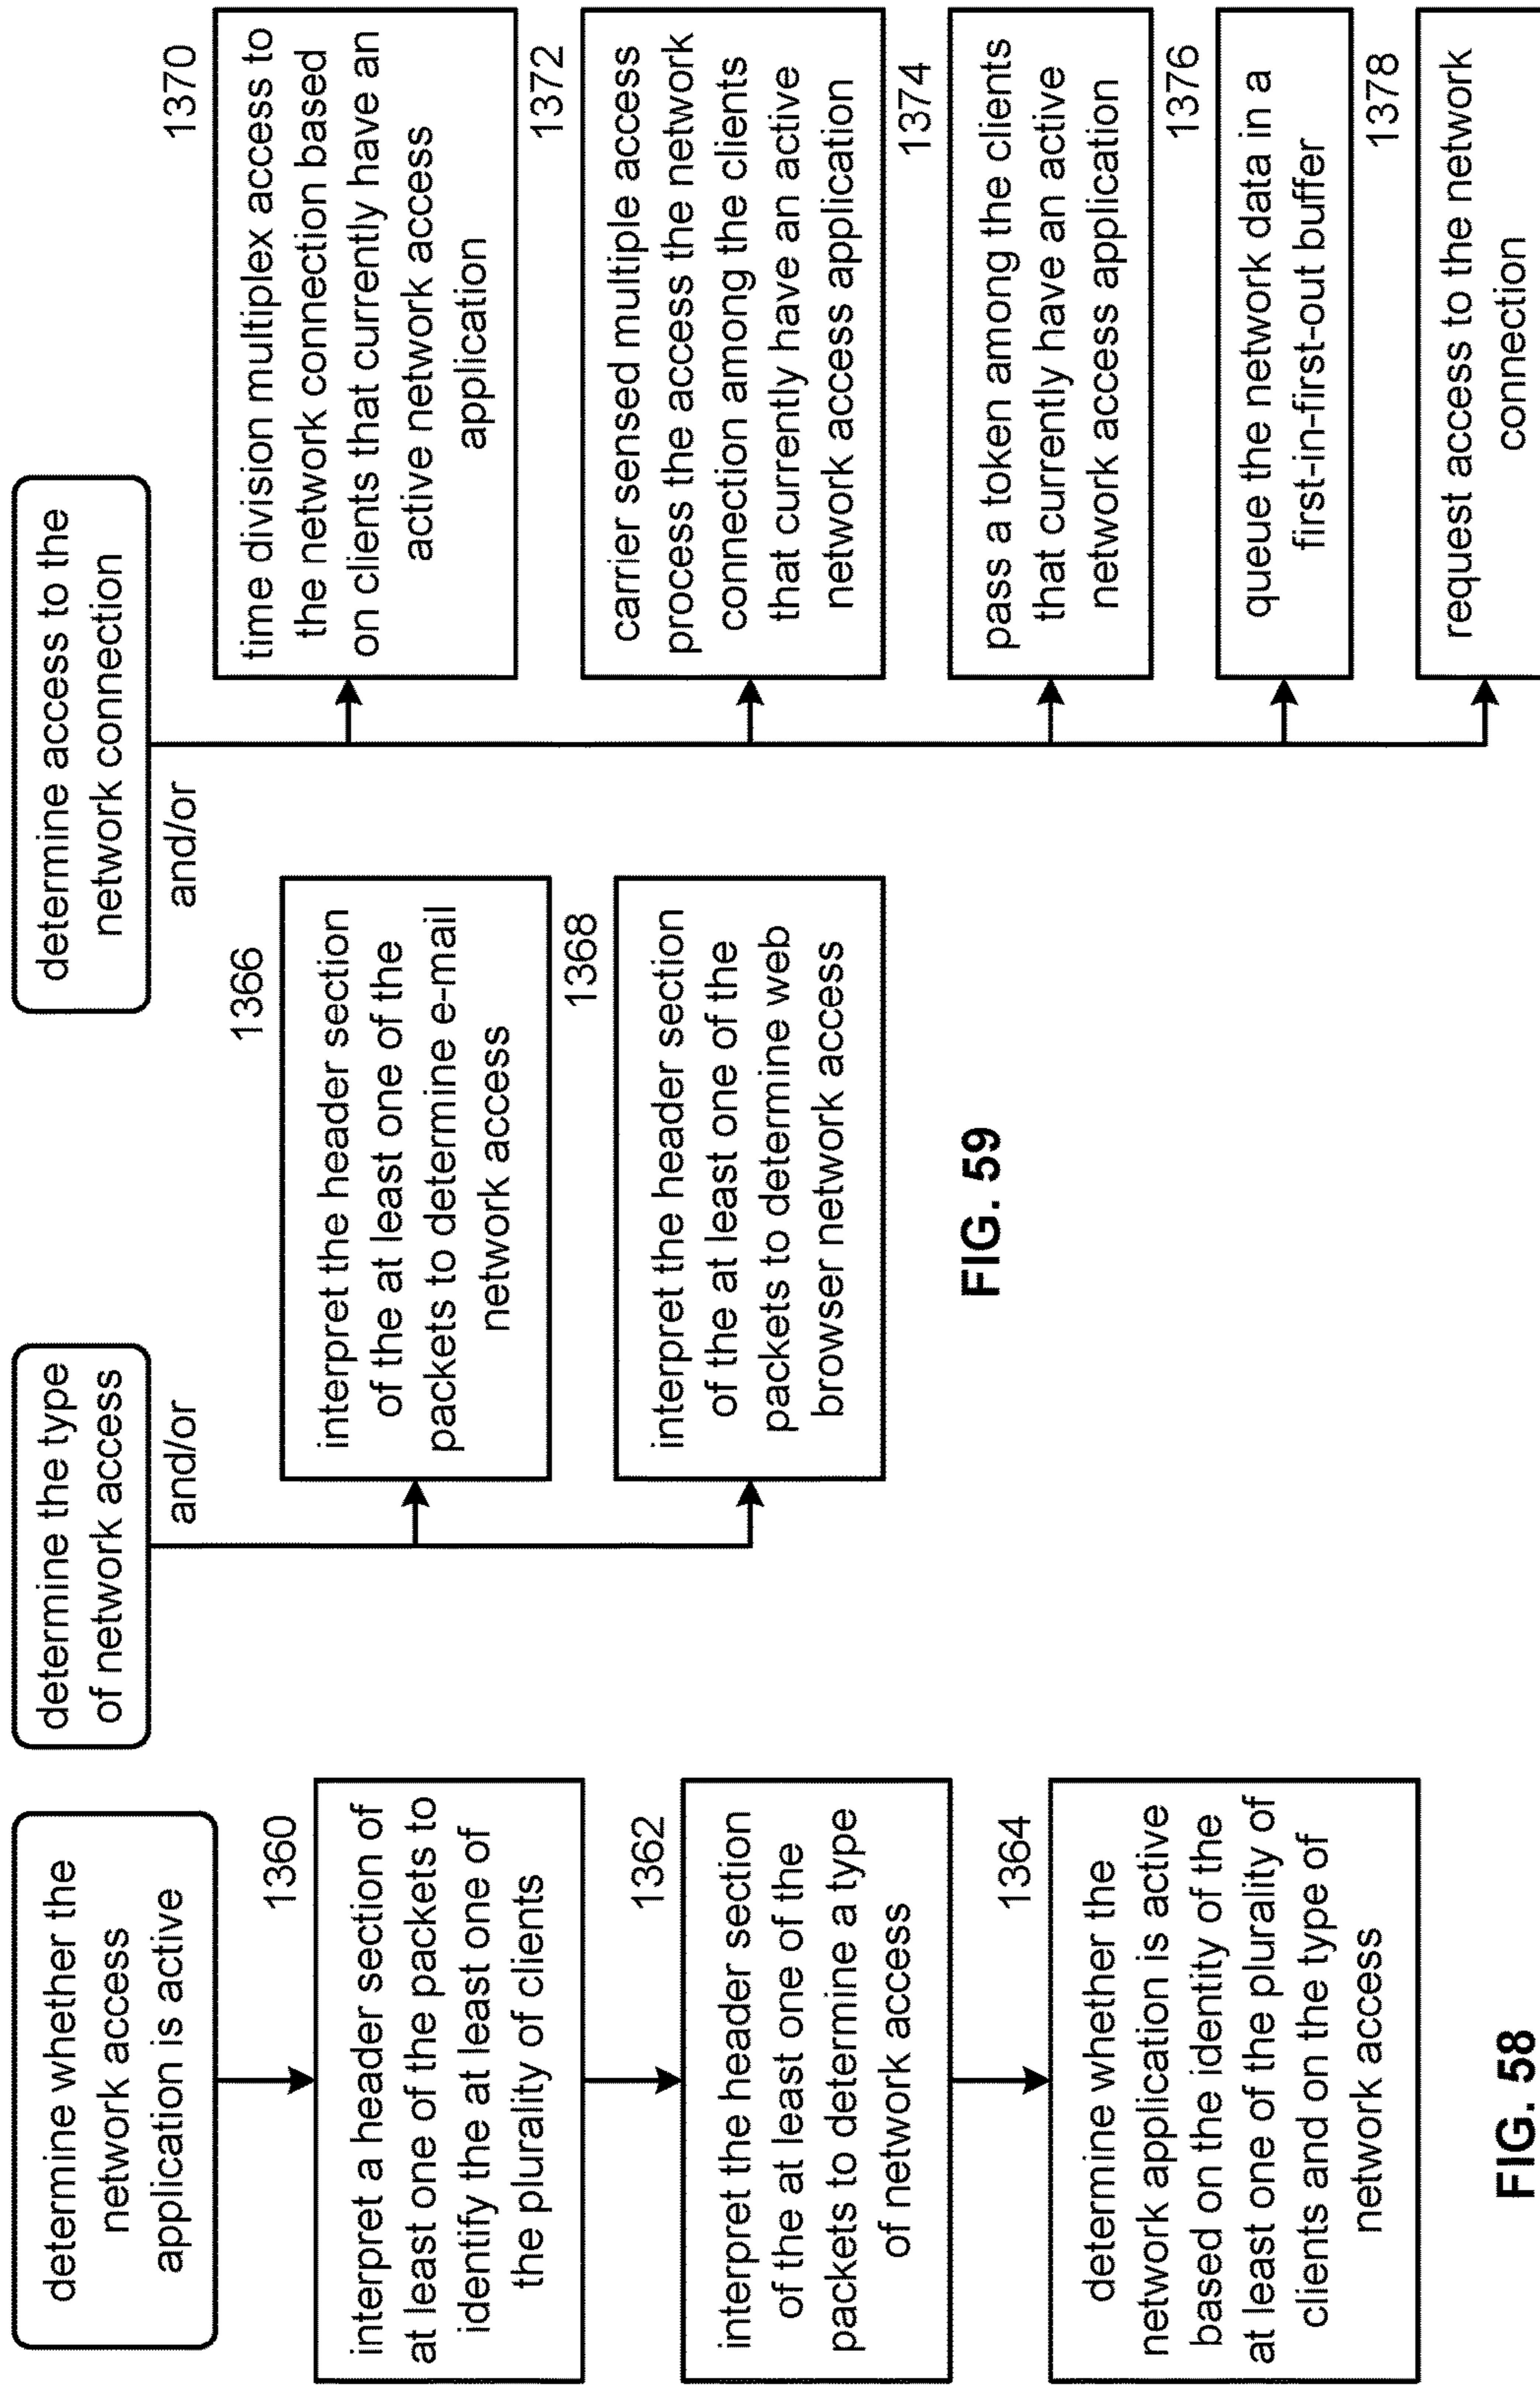 determine whether the
network access
application is active
1360
interpret a header section of
at least one of the packets to
identify the at least one of
the plurality of clients
1362
interpret the header section
of the at least one of the
packets to determine a type
of network access
1364
determine whether the
network application is active
based on the identity of the
at least one of the plurality of
clients and on the type of
network access
FIG. 58
determine the type
of network access
and/or
1366
interpret the header section
of the at least one of the
packets to determine e-mail
network access
1368
interpret the header section
of the at least one of the
packets to determine web
browser network access
FIG. 59
determine access to the
network connection
and/or
1370
time division multiplex access to
the network connection based
on clients that currently have an
active network access
application
1372
carrier sensed multiple access
process the access the network
connection among the clients
that currently have an active
network access application
1374
pass a token among the clients
that currently have an active
network access application
1376
queue the network data in a
first-in-first-out buffer
1378
request access to the network
connection